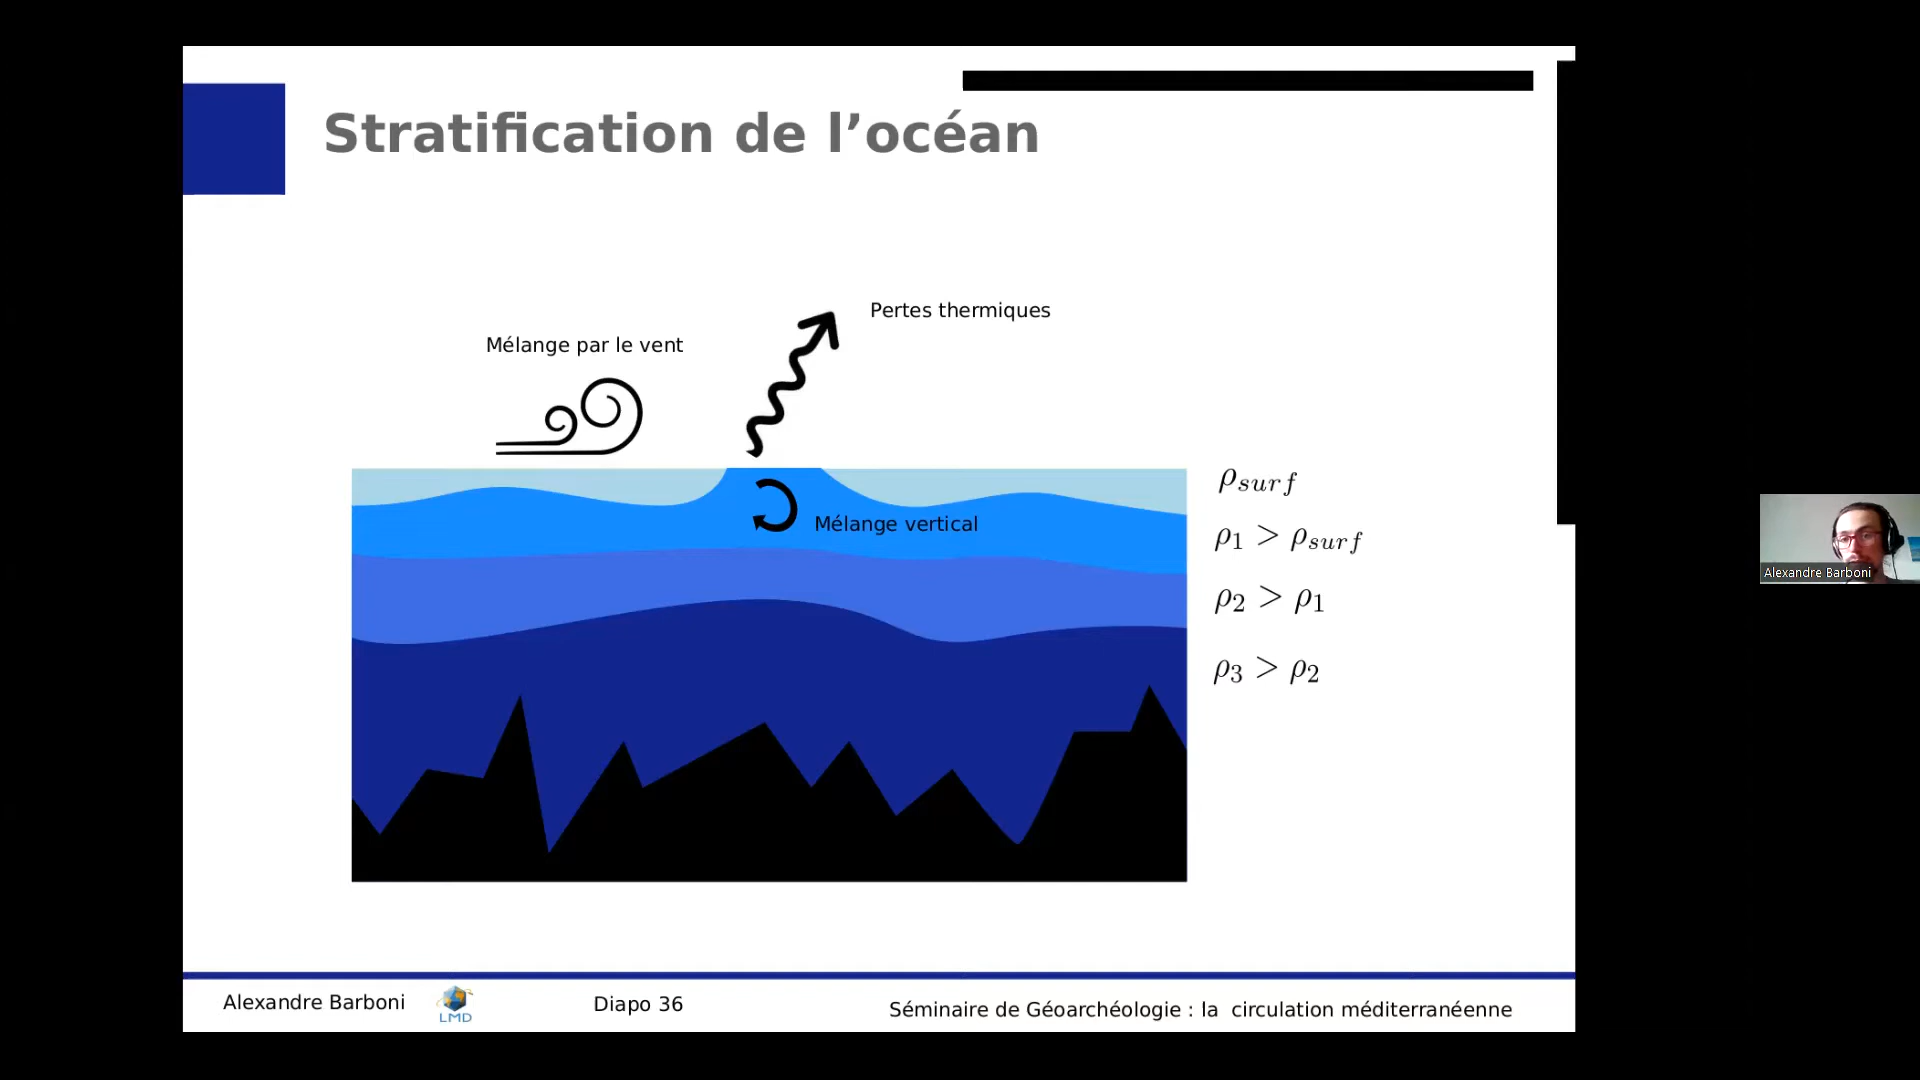 Stratification de l’océan
Pertes thermiques
Mélange par le vent
Mélange vertical
ρsurf
ρ1 > ρsurf
ρ2 > ρ1
ρ3 > ρ2
Alexandre Barboni
Alexandre Barboni
LMD
Diapo 36
Séminaire de Géoarchéologie : la circulation méditerranéenne